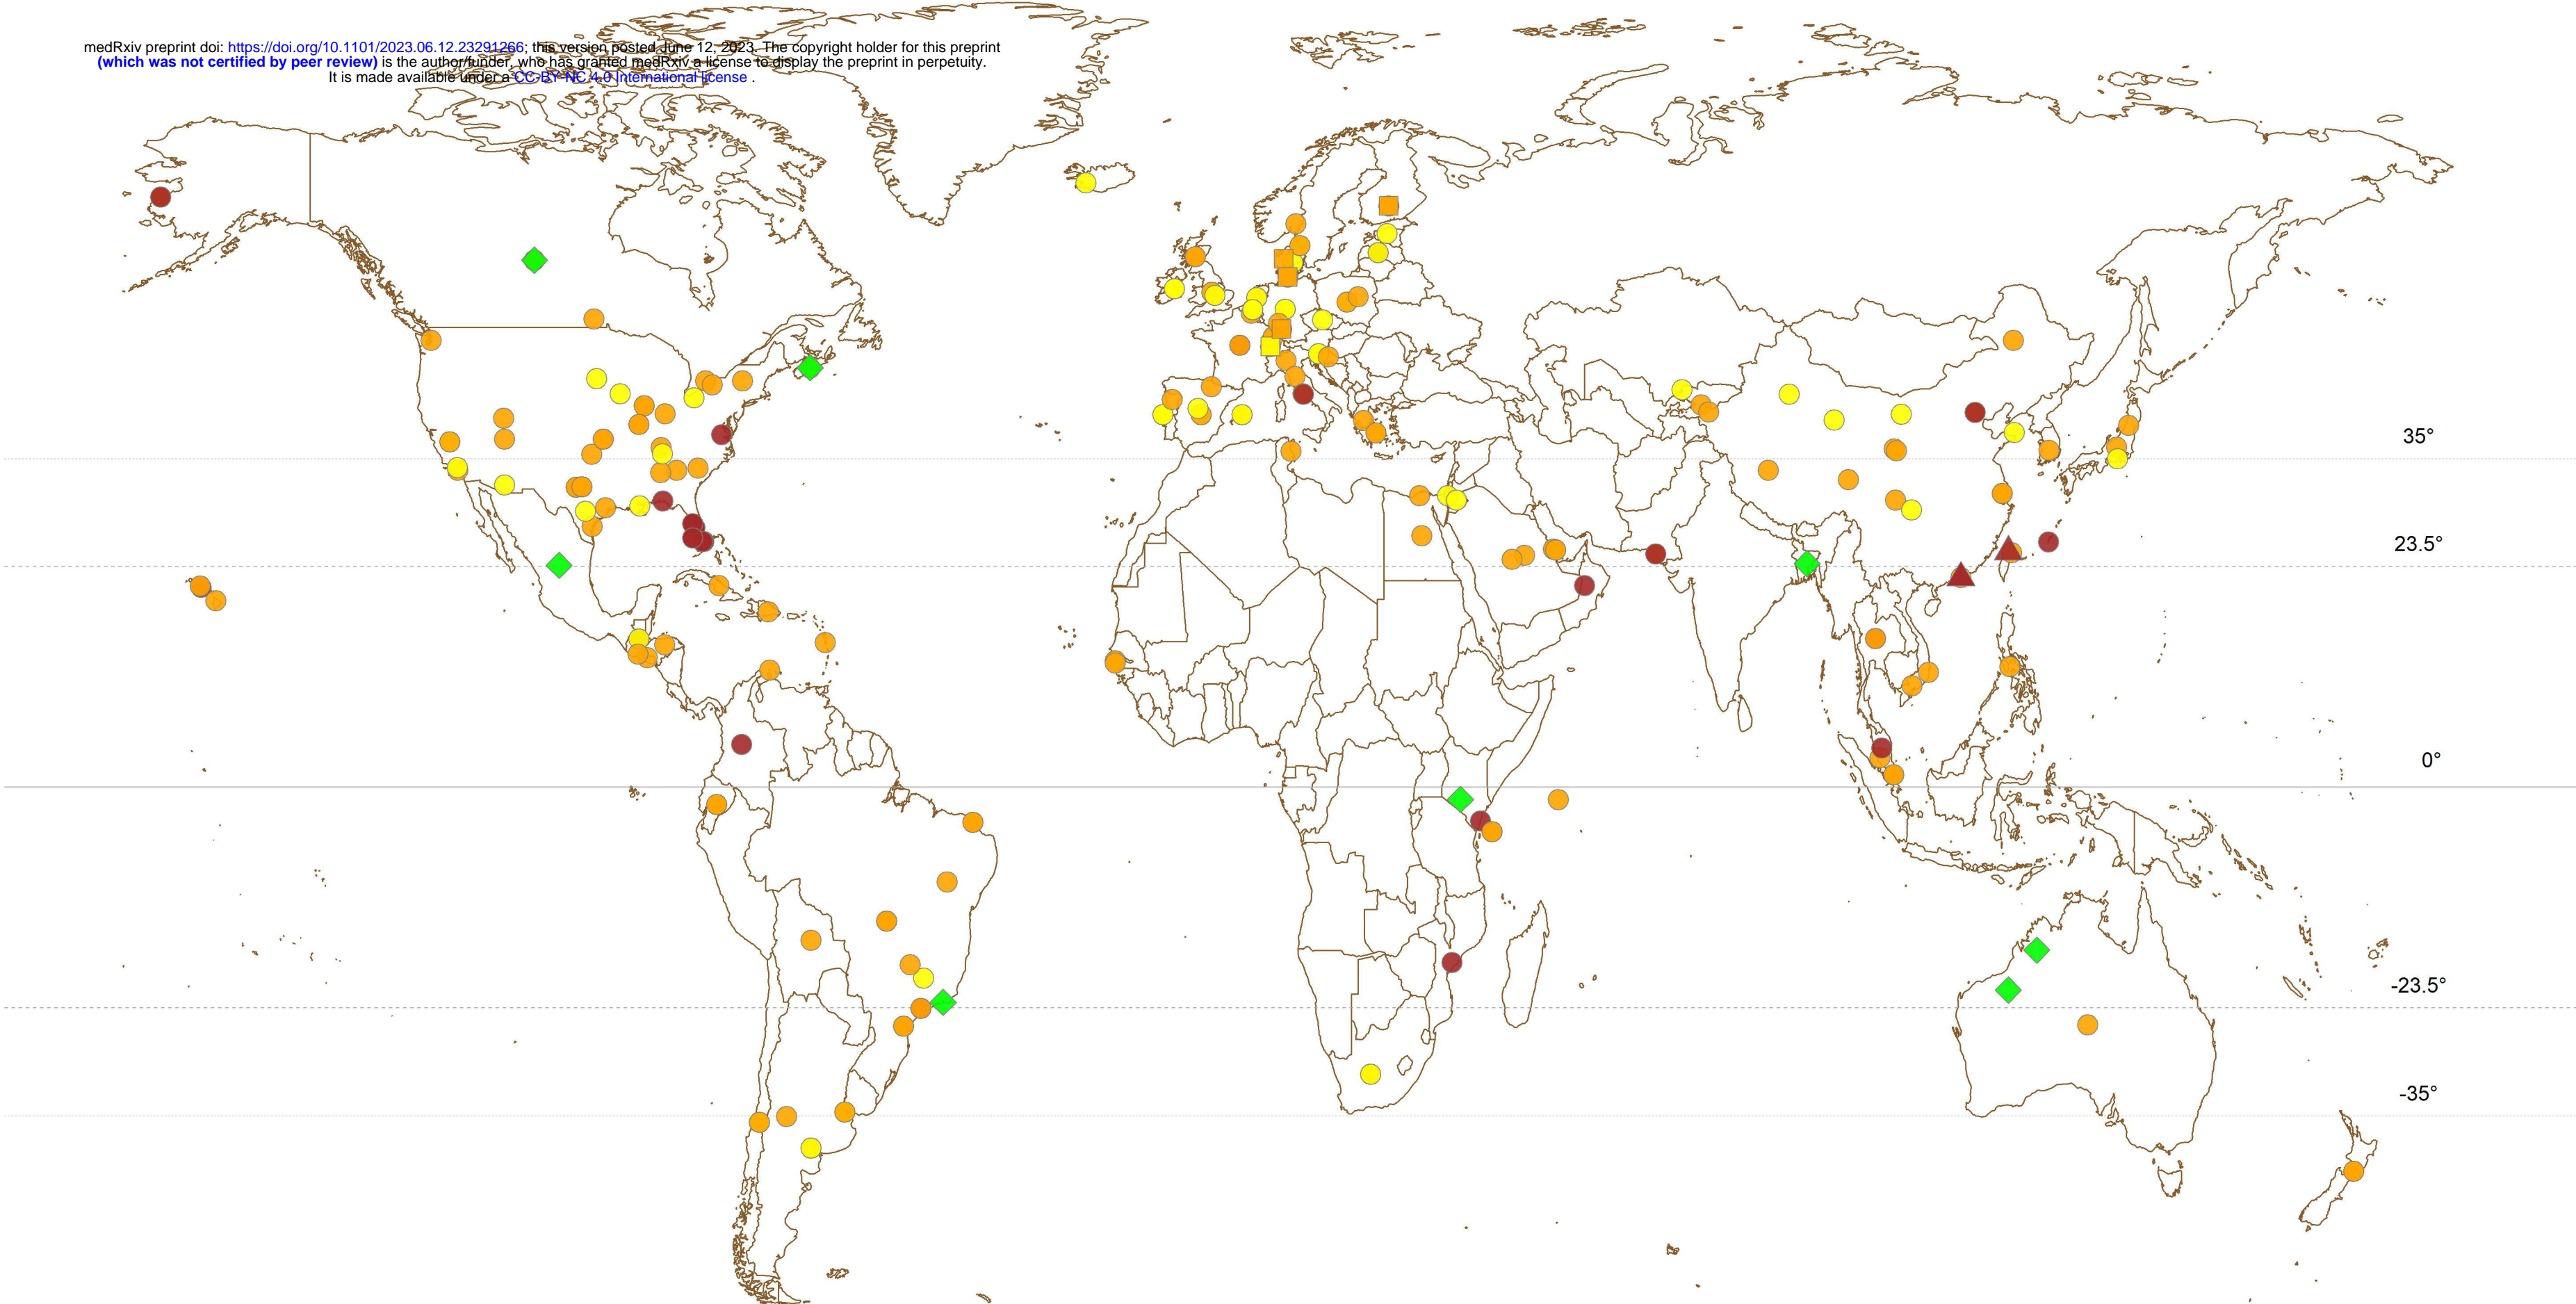 medRxiv preprint doi: https://doi.org/10.1101/2023.06.12.23291266; this version posted June 12, 2023. The copyright holder for this preprint
(which was not certified by peer review) is the author/funder, who has granted medRxiv a license to display the preprint in perpetuity.
It is made available under a CC-BY-NC 4.0 International license .
35°
23.5°
0°
-23.5°
-35°